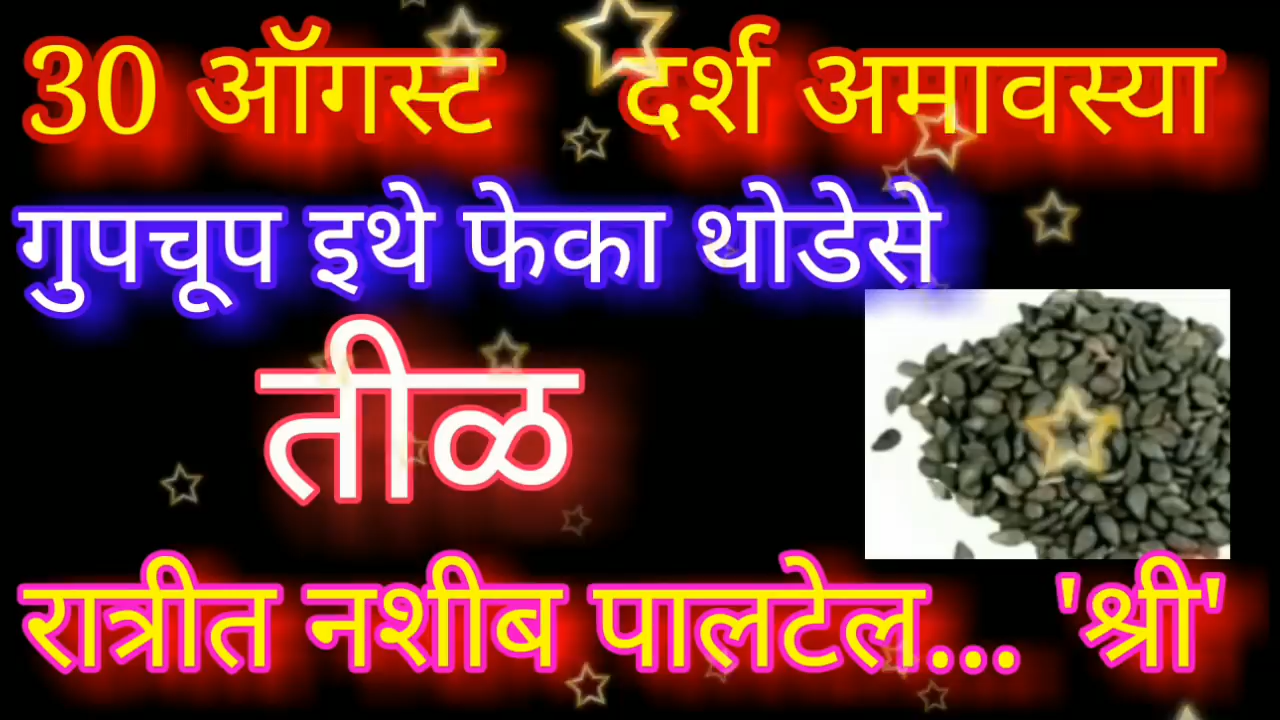 30 ऑगस्ट दर्श अमावस्या
गुपचूप इथे फेका थोडेसे
तीळ
रात्रीत नशीब पालटेल... 'श्री'